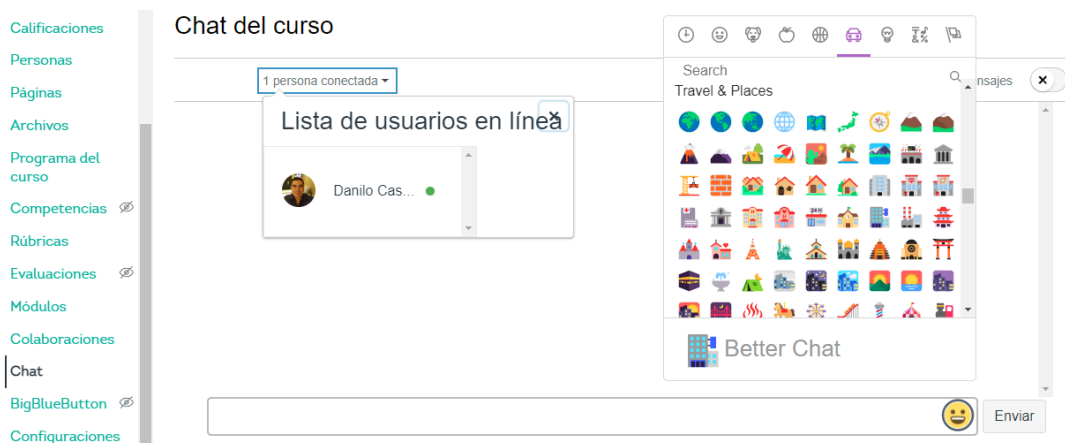 Calificaciones
Personas
Páginas
Archivos
Programa del
curso
Competencias
Rúbricas
Evaluaciones
Módulos
Colaboraciones
Chat
BigBlueButton
Configuraciones
Chat del curso
1 persona conectada
Lista de usuarios en línea
Danilo Cas...
Search
Travel & Places
Better Chat
nsajes
Enviar